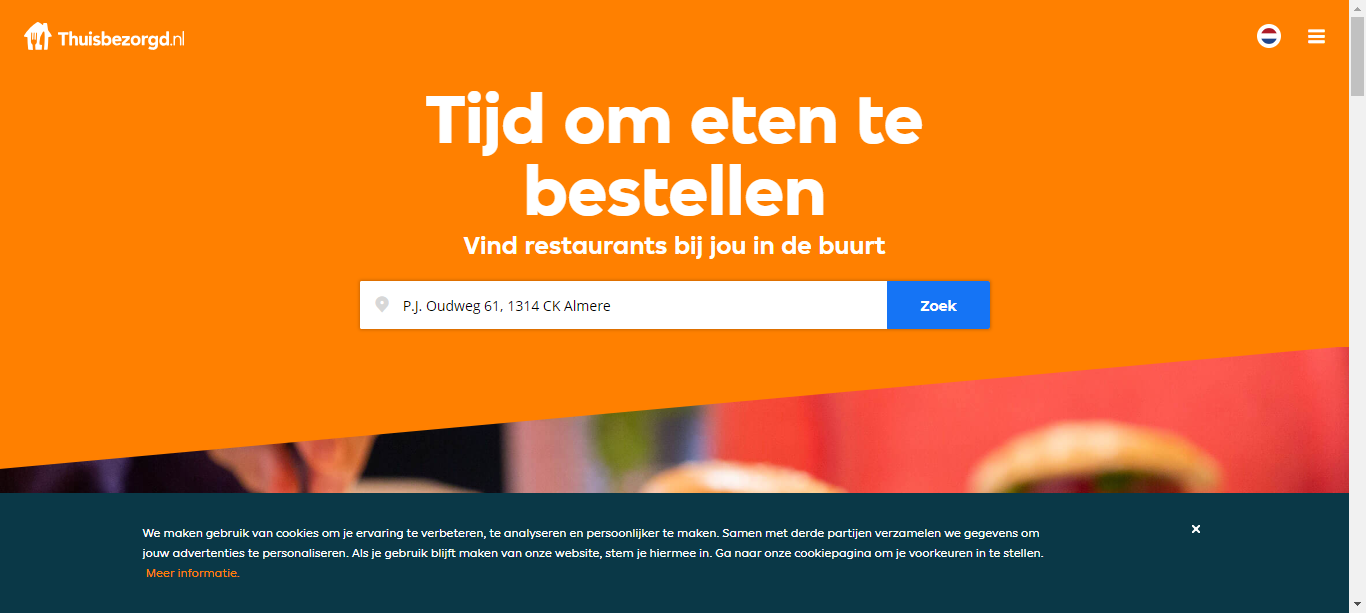 Thuisbezorgd.nl
Tijd om eten te
bestellen
Vind restaurants bij jou in de buurt
P.J. Oudweg 61, 1314 CK Almere
Zoek
We maken gebruik van cookies om je ervaring te verbeteren, te analyseren en persoonlijker te maken. Samen met derde partijen verzamelen we gegevens om
jouw advertenties te personaliseren. Als je gebruik blijft maken van onze website, stem je hiermee in. Ga naar onze cookiepagina om je voorkeuren in te stellen.
Meer informatie.